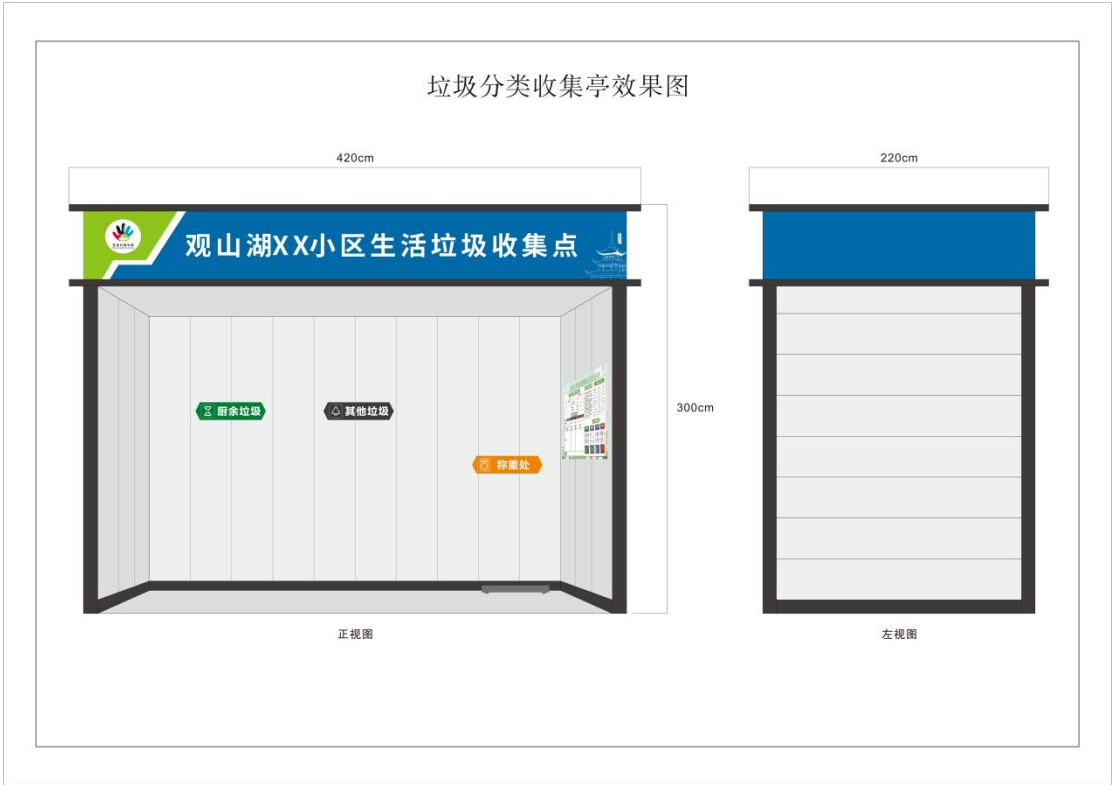 垃圾分类收集亭效果图
420cm
220cm
观山湖XX小区生活垃圾收集点
厨余垃圾
其他垃圾
称重处
300cm
正视图
左视图